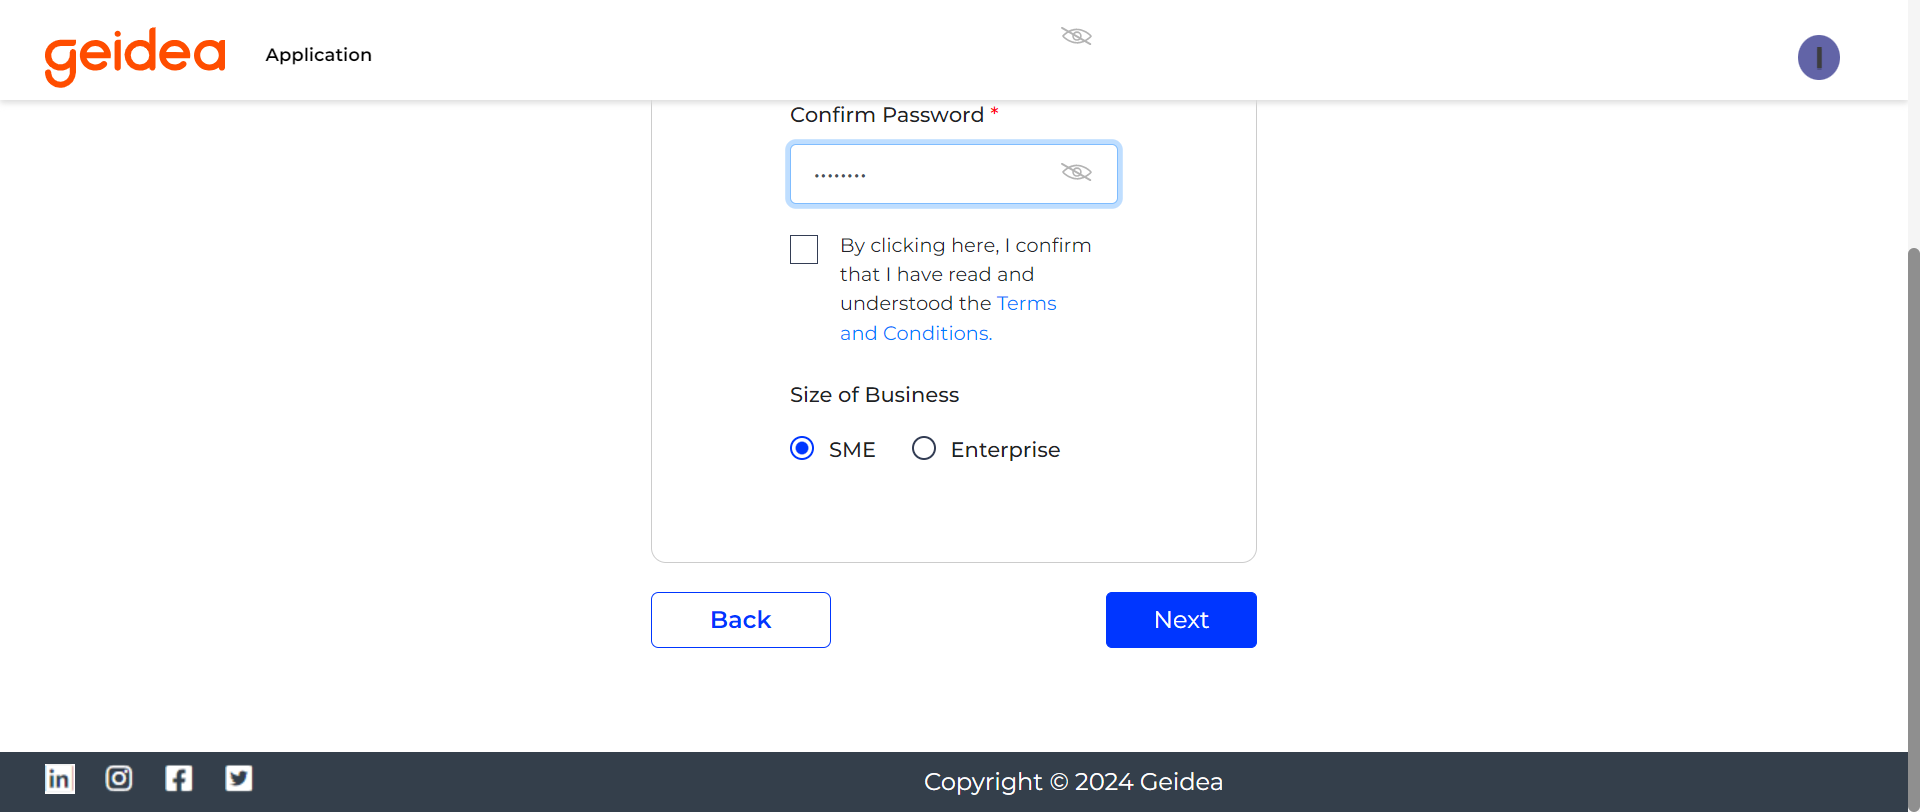 geidea
Application
I
Confirm Password *
••••••••
By clicking here, I confirm
that I have read and
understood the Terms
and Conditions.
Size of Business
SME
Enterprise
Back
Next
in
Copyright © 2024 Geidea